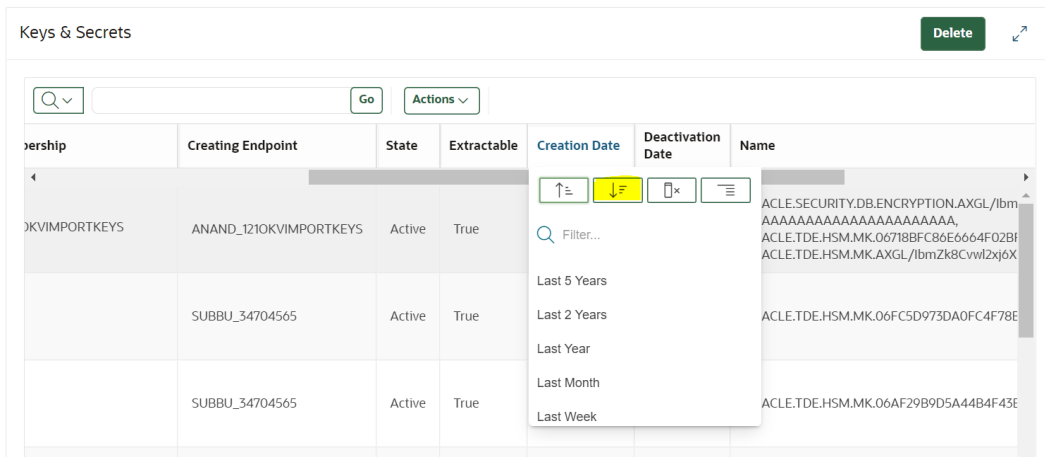 Keys & Secrets
Delete
Go
Actions
bership
Creating Endpoint
State
Extractable
Creation Date
Deactivation
Date
Name
Filter...
Last 5 Years
Last 2 Years
Last Year
Last Month
Last Week
OKVIMPORTKEYS
ANAND_121OKVIMPORTKEYS
Active
True
ACLE.SECURITY.DB.ENCRYPTION.AXGL/Ibm
ACLE.TDE.HSM.MK.06718BFC86E6664F02BF
ACLE.TDE.HSM.MK.AXGL/IbmZk8Cvwl2xj6X
SUBBU_34704565
Active
True
ACLE.TDE.HSM.MK.06FC5D973DA0FC4F78E
SUBBU_34704565
Active
True
ACLE.TDE.HSM.MK.06AF29B9D5A44B4F43E